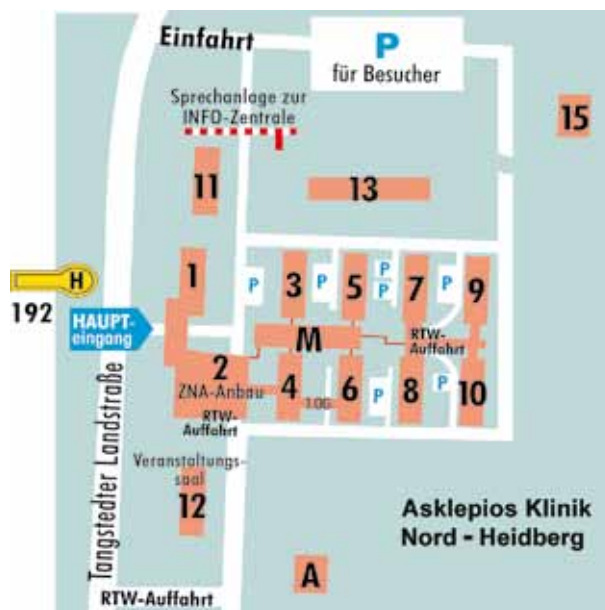 Einfahrt
P
für Besucher
Sprechanlage zur
INFO-Zentrale
15
11
13
H
192
HAUPT-
eingang
1
P
3
P
5
P
P
7
P
9
M
RTW-
Auffahrt
2
ZNA-Anbau
4
1.OG
6
P
8
P
10
RTW-
Auffahrt
Tangstedter Landstraße
Veranstaltungs-
saal
12
Asklepios Klinik
Nord - Heidberg
A
RTW-Auffahrt